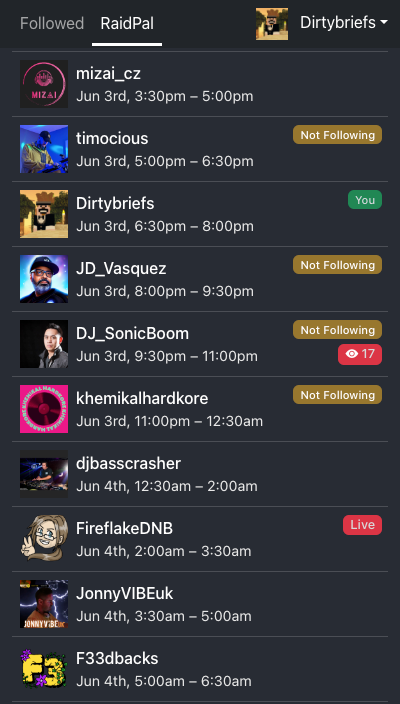 Followed RaidPal Dirtybriefs
mizai_cz
MIZAI
Jun 3rd, 3:30pm – 5:00pm
timocious Not Following
Jun 3rd, 5:00pm – 6:30pm
Dirtybriefs You
Jun 3rd, 6:30pm – 8:00pm
JD_Vasquez Not Following
Jun 3rd, 8:00pm – 9:30pm
DJ_SonicBoom Not Following
Jun 3rd, 9:30pm – 11:00pm 17
khemikalhardkore Not Following
Jun 3rd, 11:00pm – 12:30am
djbasscrasher
Jun 4th, 12:30am – 2:00am
FireflakeDNB Live
Jun 4th, 2:00am – 3:30am
JonnyVIBEuk
Jun 4th, 3:30am – 5:00am
JONNYVIBEUK
F33dbacks
F3
Jun 4th, 5:00am – 6:30am